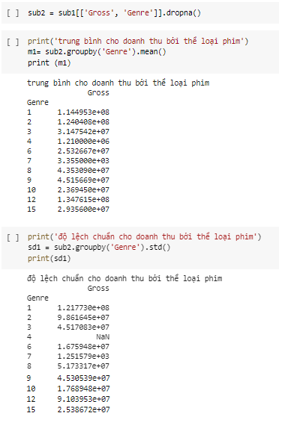 [ ] sub2 = sub1[['Gross', 'Genre']].dropna()
[ ] print('trung bình cho doanh thu bởi thể loại phim')
m1= sub2.groupby('Genre').mean()
print (m1)
trung bình cho doanh thu bởi thể loại phim
Gross
Genre
1 1.144953e+08
2 1.240408e+08
3 3.147542e+07
4 1.210000e+06
6 2.532667e+07
7 3.355000e+03
8 4.353090e+07
9 4.515669e+07
10 2.369450e+07
12 1.347615e+08
15 2.935600e+07
[ ] print('độ lệch chuẩn cho doanh thu bởi thể loại phim')
sd1 = sub2.groupby('Genre').std()
print(sd1)
độ lệch chuẩn cho doanh thu bởi thể loại phim
Gross
Genre
1 1.217730e+08
2 9.861645e+07
3 4.517083e+07
4 NaN
6 1.675948e+07
7 1.251579e+03
8 5.173317e+07
9 4.530539e+07
10 1.768948e+07
12 9.103953e+07
15 2.538672e+07